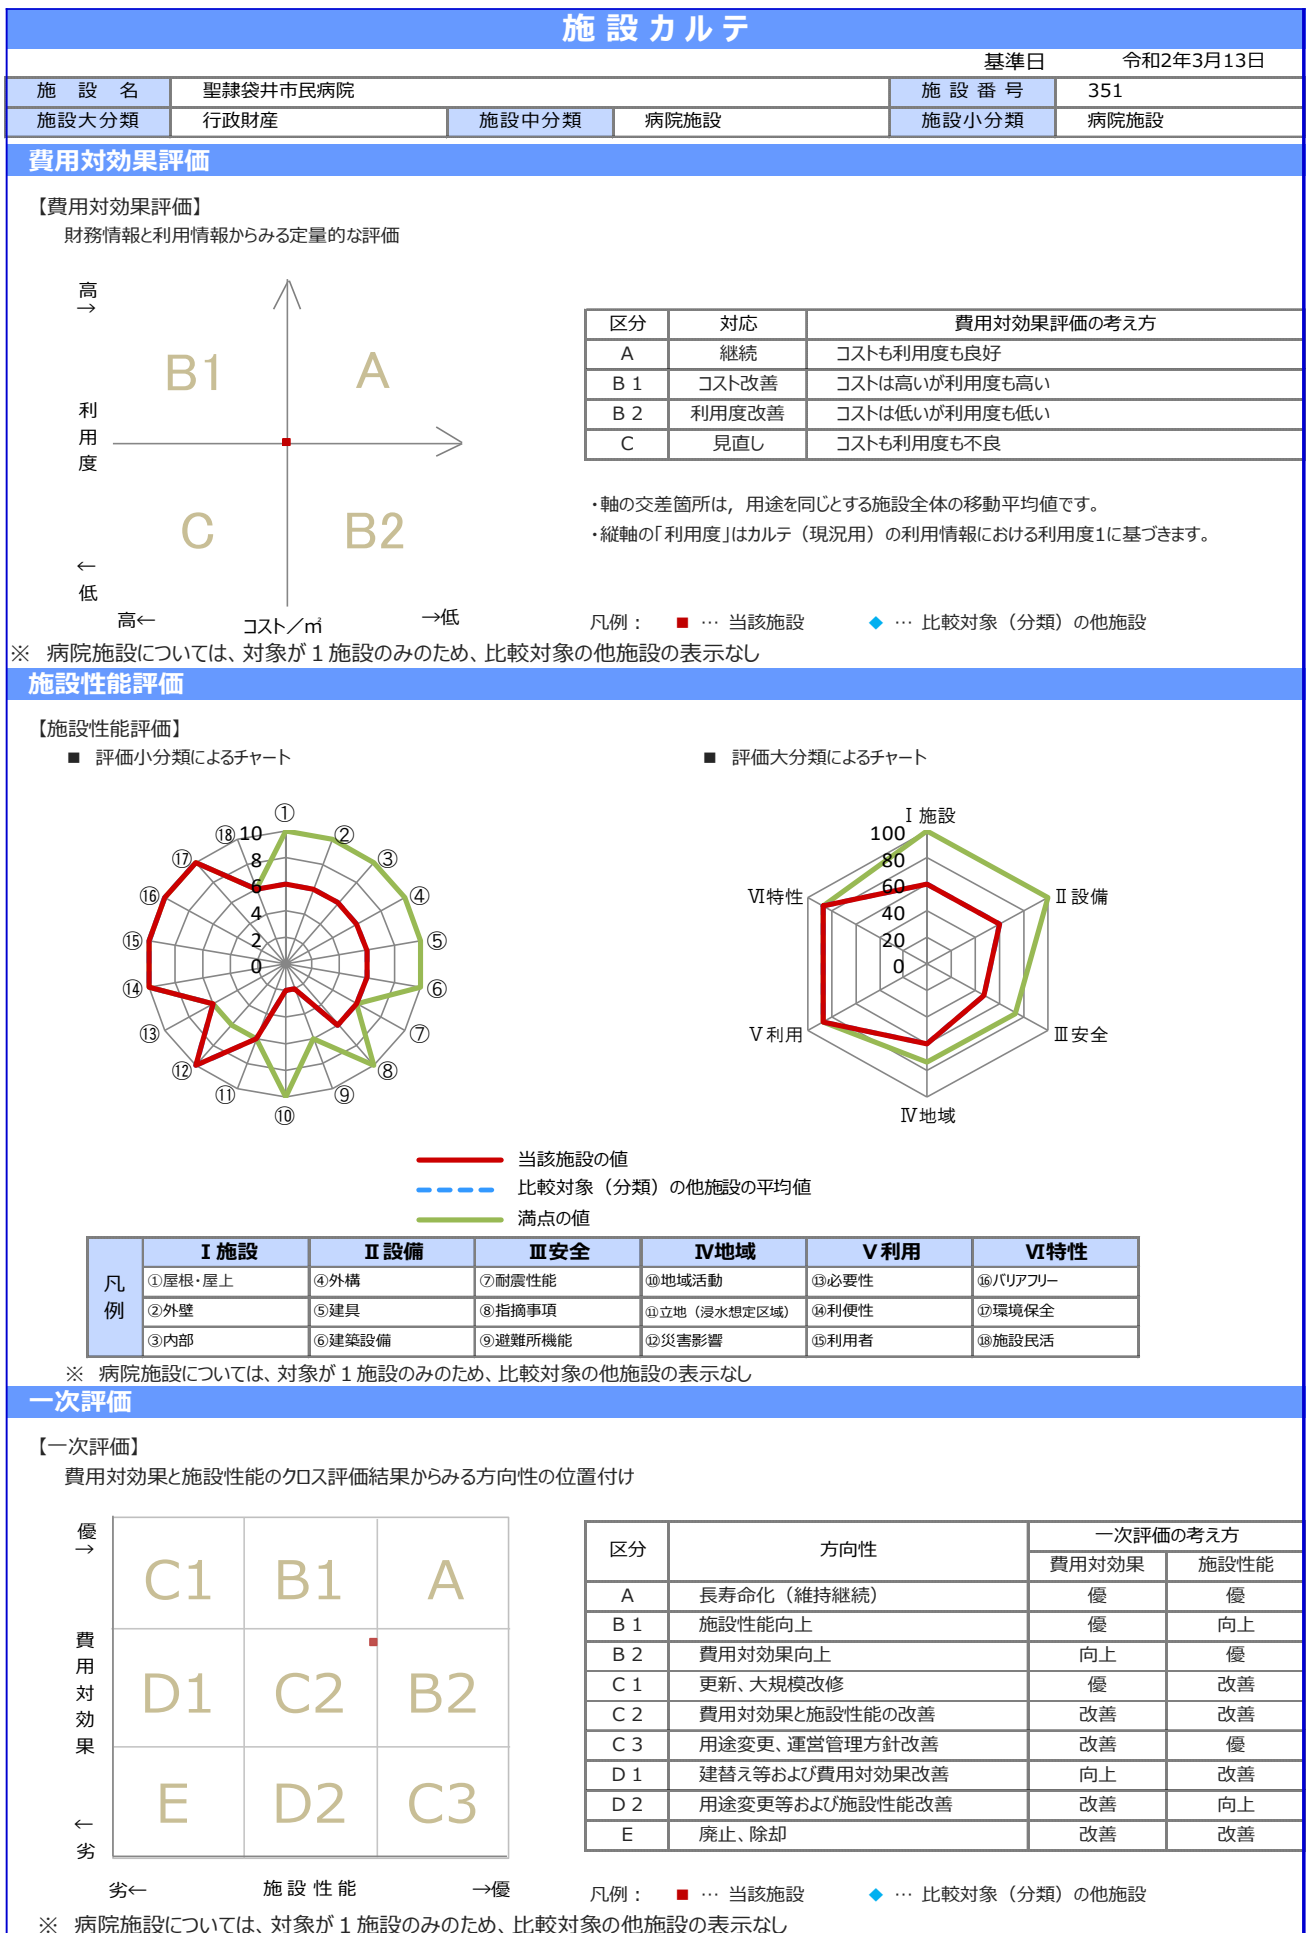 施設カルテ
基準日 令和2年3月13日
施設名 聖隷袋井市民病院 施設番号 351
施設大分類 行政財産 施設中分類 病院施設 施設小分類 病院施設
費用対効果評価
【費用対効果評価】
財務情報と利用情報からみる定量的な評価
高→
利用度
←低
B1 A
C B2
高← コスト／㎡ →低
区分 対応 費用対効果評価の考え方
A 継続 コストも利用度も良好
B 1 コスト改善 コストは高いが利用度も高い
B 2 利用度改善 コストは低いが利用度も低い
C 見直し コストも利用度も不良
・軸の交差箇所は，用途を同じとする施設全体の移動平均値です。
・縦軸の「利用度」はカルテ（現況用）の利用情報における利用度1に基づきます。
凡例： ■ … 当該施設 ◆ … 比較対象（分類）の他施設
※ 病院施設については、対象が１施設のみのため、比較対象の他施設の表示なし
施設性能評価
【施設性能評価】
■ 評価小分類によるチャート
■ 評価大分類によるチャート
①
②
③
④
⑤
⑥
⑦
⑧
⑨
⑩
⑪
⑫
⑬
⑭
⑮
⑯
⑰
⑱
10
8
6
4
2
0
Ⅰ 施設
Ⅱ 設備
Ⅲ 安全
Ⅳ 地域
Ⅴ 利用
Ⅵ 特性
100
80
60
40
20
0
当該施設の値
比較対象（分類）の他施設の平均値
満点の値
凡例 Ⅰ 施設 Ⅱ 設備 Ⅲ 安全 Ⅳ 地域 Ⅴ 利用 Ⅵ 特性
①屋根・屋上 ④外構 ⑦耐震性能 ⑩地域活動 ⑬必要性 ⑯バリアフリー
②外壁 ⑤建具 ⑧指摘事項 ⑪立地（浸水想定区域） ⑭利便性 ⑰環境保全
③内部 ⑥建築設備 ⑨避難所機能 ⑫災害影響 ⑮利用者 ⑱施設民活
※ 病院施設については、対象が１施設のみのため、比較対象の他施設の表示なし
一次評価
【一次評価】
費用対効果と施設性能のクロス評価結果からみる方向性の位置付け
優→
費用対効果
←劣
C1 B1 A
D1 C2 B2
E D2 C3
劣← 施設性能 →優
区分 方向性 一次評価の考え方
費用対効果 施設性能
A 長寿命化（維持継続） 優 優
B 1 施設性能向上 優 向上
B 2 費用対効果向上 向上 優
C 1 更新、大規模改修 優 改善
C 2 費用対効果と施設性能の改善 改善 改善
C 3 用途変更、運営管理方針改善 改善 優
D 1 建替え等および費用対効果改善 向上 改善
D 2 用途変更等および施設性能改善 改善 向上
E 廃止、除却 改善 改善
凡例： ■ … 当該施設 ◆ … 比較対象（分類）の他施設
※ 病院施設については、対象が１施設のみのため、比較対象の他施設の表示なし